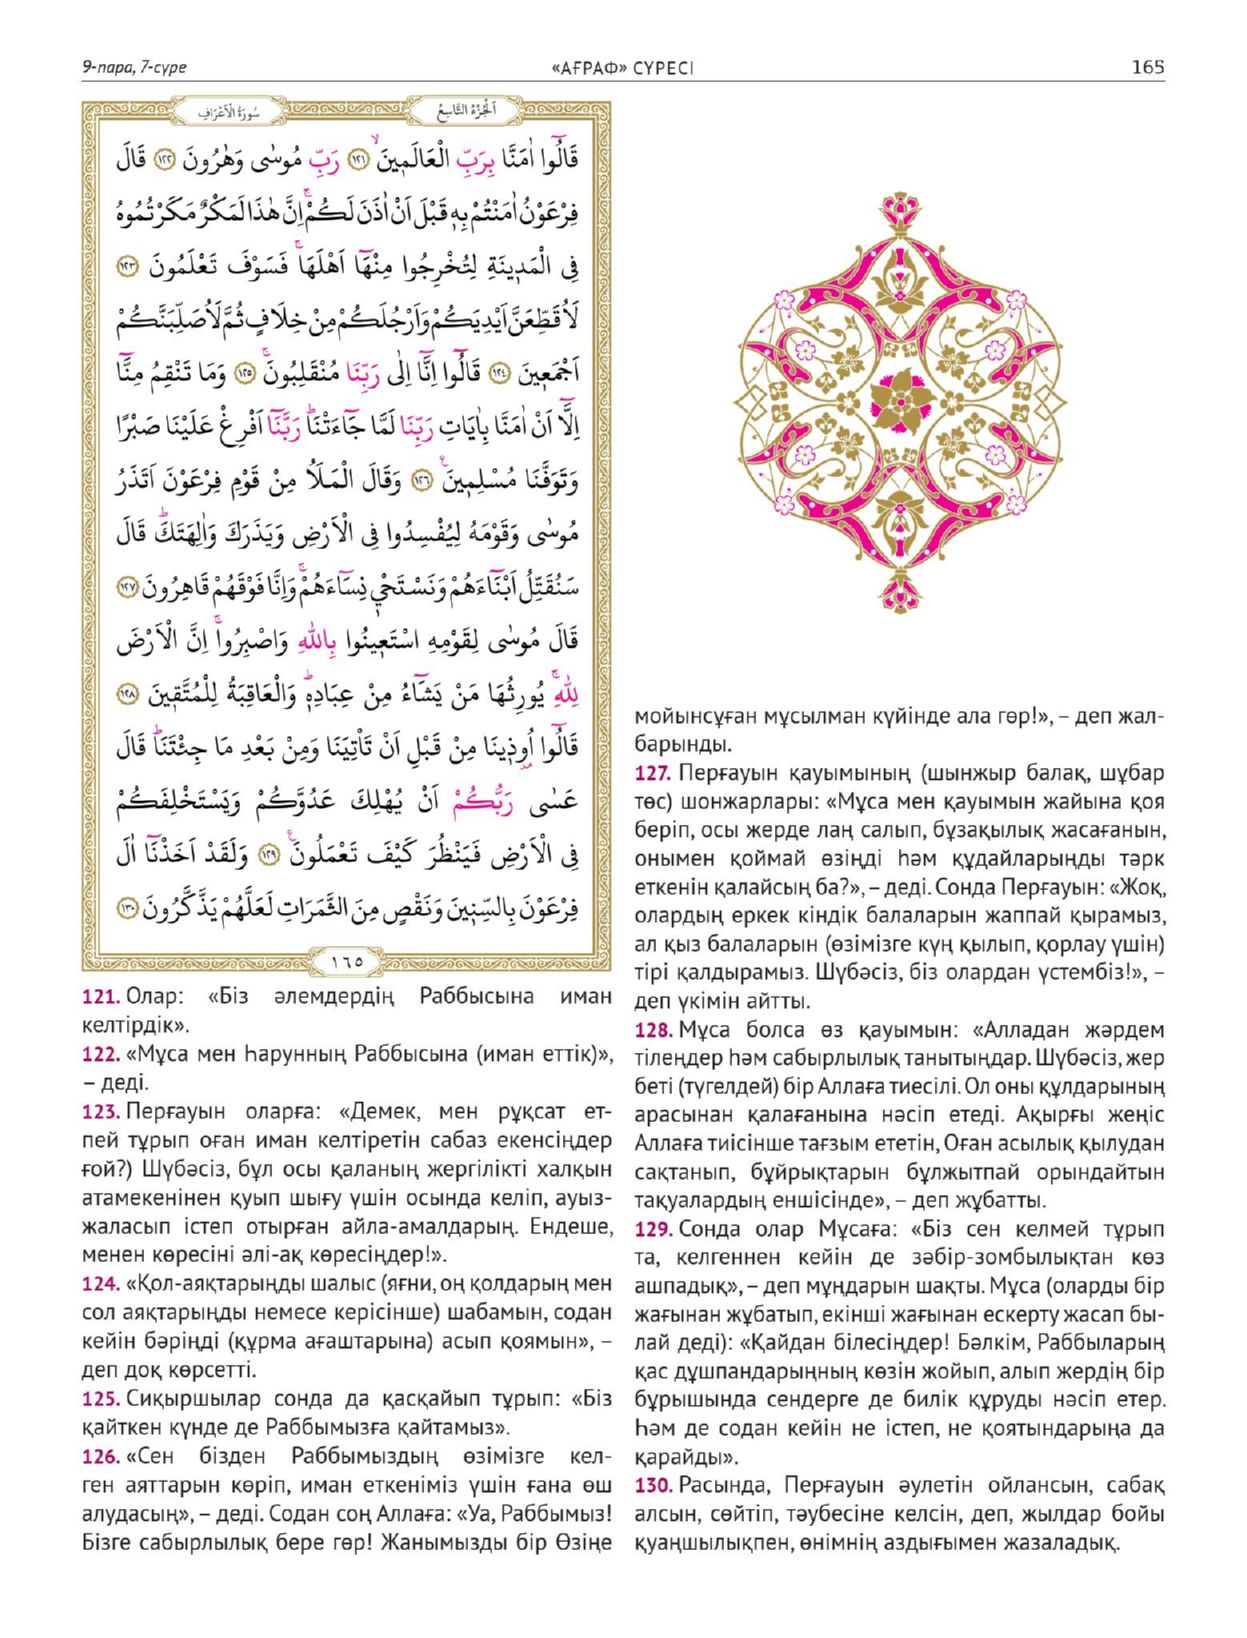 9-пара, 7-сүре
«АҒРАФ» СҮРЕСІ
165
سُورَةُ الْاَعْرَافِ
اَلْجُزْءُ التَّاسِعُ
قَالُٓوا اٰمَنَّا بِرَبِّ الْعَالَم۪ينَۙ ﴿١٢١﴾ رَبِّ مُوسٰى وَهٰرُونَ ﴿١٢٢﴾ قَالَ
فِرْعَوْنُ اٰمَنْتُمْ بِه۪ قَبْلَ اَنْ اٰذَنَ لَكُمْۚ اِنَّ هٰذَا لَمَكْرٌ مَكَرْتُمُوهُ
فِي الْمَد۪ينَةِ لِتُخْرِجُوا مِنْهَٓا اَهْلَهَاۚ فَسَوْفَ تَعْلَمُونَ ﴿١٢٣﴾
لَاُقَطِّعَنَّ اَيْدِيَكُمْ وَاَرْجُلَكُمْ مِنْ خِلَافٍ ثُمَّ لَاُصَلِّبَنَّكُمْ
اَجْمَع۪ينَ ﴿١٢٤﴾ قَالُٓوا اِنَّٓا اِلٰى رَبِّنَا مُنْقَلِبُونَۚ ﴿١٢٥﴾ وَمَا تَنْقِمُ مِنَّٓا
اِلَّٓا اَنْ اٰمَنَّا بِاٰيَاتِ رَبِّنَا لَمَّا جَٓاءَتْنَاۜ رَبَّنَٓا اَفْرِغْ عَلَيْنَا صَبْرًا
وَتَوَفَّنَا مُسْلِم۪ينَ۟ ﴿١٢٦﴾ وَقَالَ الْمَلَاُ مِنْ قَوْمِ فِرْعَوْنَ اَتَذَرُ
مُوسٰى وَقَوْمَهُ لِيُفْسِدُوا فِي الْاَرْضِ وَيَذَرَكَ وَاٰلِهَتَكَۜ قَالَ
سَنُقَتِّلُ اَبْنَٓاءَهُمْ وَنَسْتَحْي۪ نِسَٓاءَهُمْۚ وَاِنَّا فَوْقَهُمْ قَاهِرُونَ ﴿١٢٧﴾
قَالَ مُوسٰى لِقَوْمِهِ اسْتَع۪ينُوا بِاللّٰهِ وَاصْبِرُواۚ اِنَّ الْاَرْضَ
لِلّٰهِۚ يُورِثُهَا مَنْ يَشَٓاءُ مِنْ عِبَادِه۪ۜ وَالْعَاقِبَةُ لِلْمُتَّق۪ينَ ﴿١٢٨﴾
قَالُٓوا اُو۫ذ۪ينَا مِنْ قَبْلِ اَنْ تَأْتِيَنَا وَمِنْ بَعْدِ مَا جِئْتَنَاۜ قَالَ
عَسٰى رَبُّكُمْ اَنْ يُهْلِكَ عَدُوَّكُمْ وَيَسْتَخْلِفَكُمْ
فِي الْاَرْضِ فَيَنْظُرَ كَيْفَ تَعْمَلُونَ۟ ﴿١٢٩﴾ وَلَقَدْ اَخَذْنَٓا اٰلَ
فِرْعَوْنَ بِالسِّن۪ينَ وَنَقْصٍ مِنَ الثَّمَرَاتِ لَعَلَّهُمْ يَذَّكَّرُونَ ﴿١٣٠﴾
١٦٥
121. Олар: «Біз әлемдердің Раббысына иман
келтірдік».
122. «Мұса мен Һарунның Раббысына (иман еттік)»,
– деді.
123. Перғауын оларға: «Демек, мен рұқсат ет-
пей тұрып оған иман келтіретін сабаз екенсіңдер
ғой?) Шүбәсіз, бұл осы қаланың жергілікті халқын
атамекенінен қуып шығу үшін осында келіп, ауыз-
жаласып істеп отырған айла-амалдарың. Ендеше,
менен көресіні әлі-ақ көресіңдер!».
124. «Қол-аяқтарыңды шалыс (яғни, оң қолдарың мен
сол аяқтарыңды немесе керісінше) шабамын, содан
кейін бәріңді (құрма ағаштарына) асып қоямын», –
деп доқ көрсетті.
125. Сиқыршылар сонда да қасқайып тұрып: «Біз
қайткен күнде де Раббымызға қайтамыз».
126. «Сен бізден Раббымыздың өзімізге кел-
ген аяттарын көріп, иман еткеніміз үшін ғана өш
алудасың», – деді. Содан соң Аллаға: «Уа, Раббымыз!
Бізге сабырлылық бере гөр! Жанымызды бір Өзіңе
мойынсұған мұсылман күйінде ала гөр!», – деп жал-
барынды.
127. Перғауын қауымының (шынжыр балақ, шұбар
төс) шонжарлары: «Мұса мен қауымын жайына қоя
беріп, осы жерде лаң салып, бұзақылық жасағанын,
онымен қоймай өзіңді һәм құдайларыңды тәрк
еткенін қалайсың ба?», – деді. Сонда Перғауын: «Жоқ,
олардың еркек кіндік балаларын жаппай қырамыз,
ал қыз балаларын (өзімізге күң қылып, қорлау үшін)
тірі қалдырамыз. Шүбәсіз, біз олардан үстембіз!», –
деп үкімін айтты.
128. Мұса болса өз қауымын: «Алладан жәрдем
тілеңдер һәм сабырлылық танытыңдар. Шүбәсіз, жер
беті (түгелдей) бір Аллаға тиесілі. Ол оны құлдарының
арасынан қалағанына нәсіп етеді. Ақырғы жеңіс
Аллаға тиісінше тағзым ететін, Оған асылық қылудан
сақтанып, бұйрықтарын бұлжытпай орындайтын
тақуалардың еншісінде», – деп жұбатты.
129. Сонда олар Мұсаға: «Біз сен келмей тұрып
та, келгеннен кейін де зәбір-зомбылықтан көз
ашпадық», – деп мұңдарын шақты. Мұса (оларды бір
жағынан жұбатып, екінші жағынан ескерту жасап бы-
лай деді): «Қайдан білесіңдер! Бәлкім, Раббыларың
қас дұшпандарыңның көзін жойып, алып жердің бір
бұрышында сендерге де билік құруды нәсіп етер.
Һәм де содан кейін не істеп, не қоятындарыңа да
қарайды».
130. Расында, Перғауын әулетін ойлансын, сабақ
алсын, сөйтіп, тәубесіне келсін, деп, жылдар бойы
қуаңшылықпен, өнімнің аздығымен жазаладық.